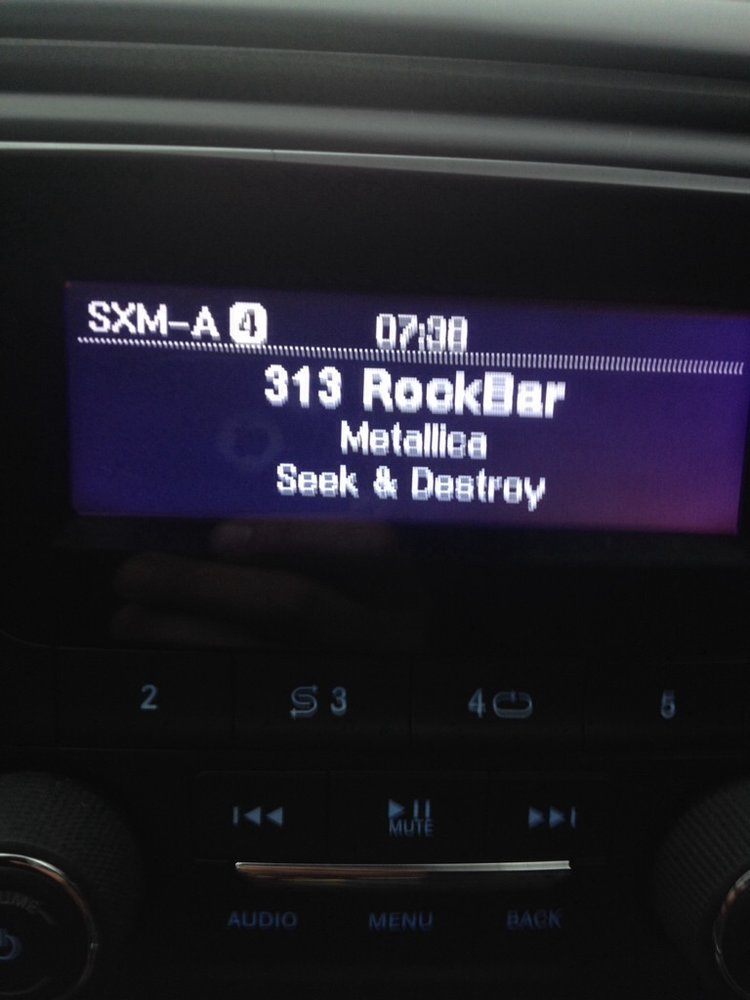 SXM-A 4 07:38
313 RockBar
Metallica
Seek & Destroy
2 3 4 5
MUTE
AUDIO MENU BACK